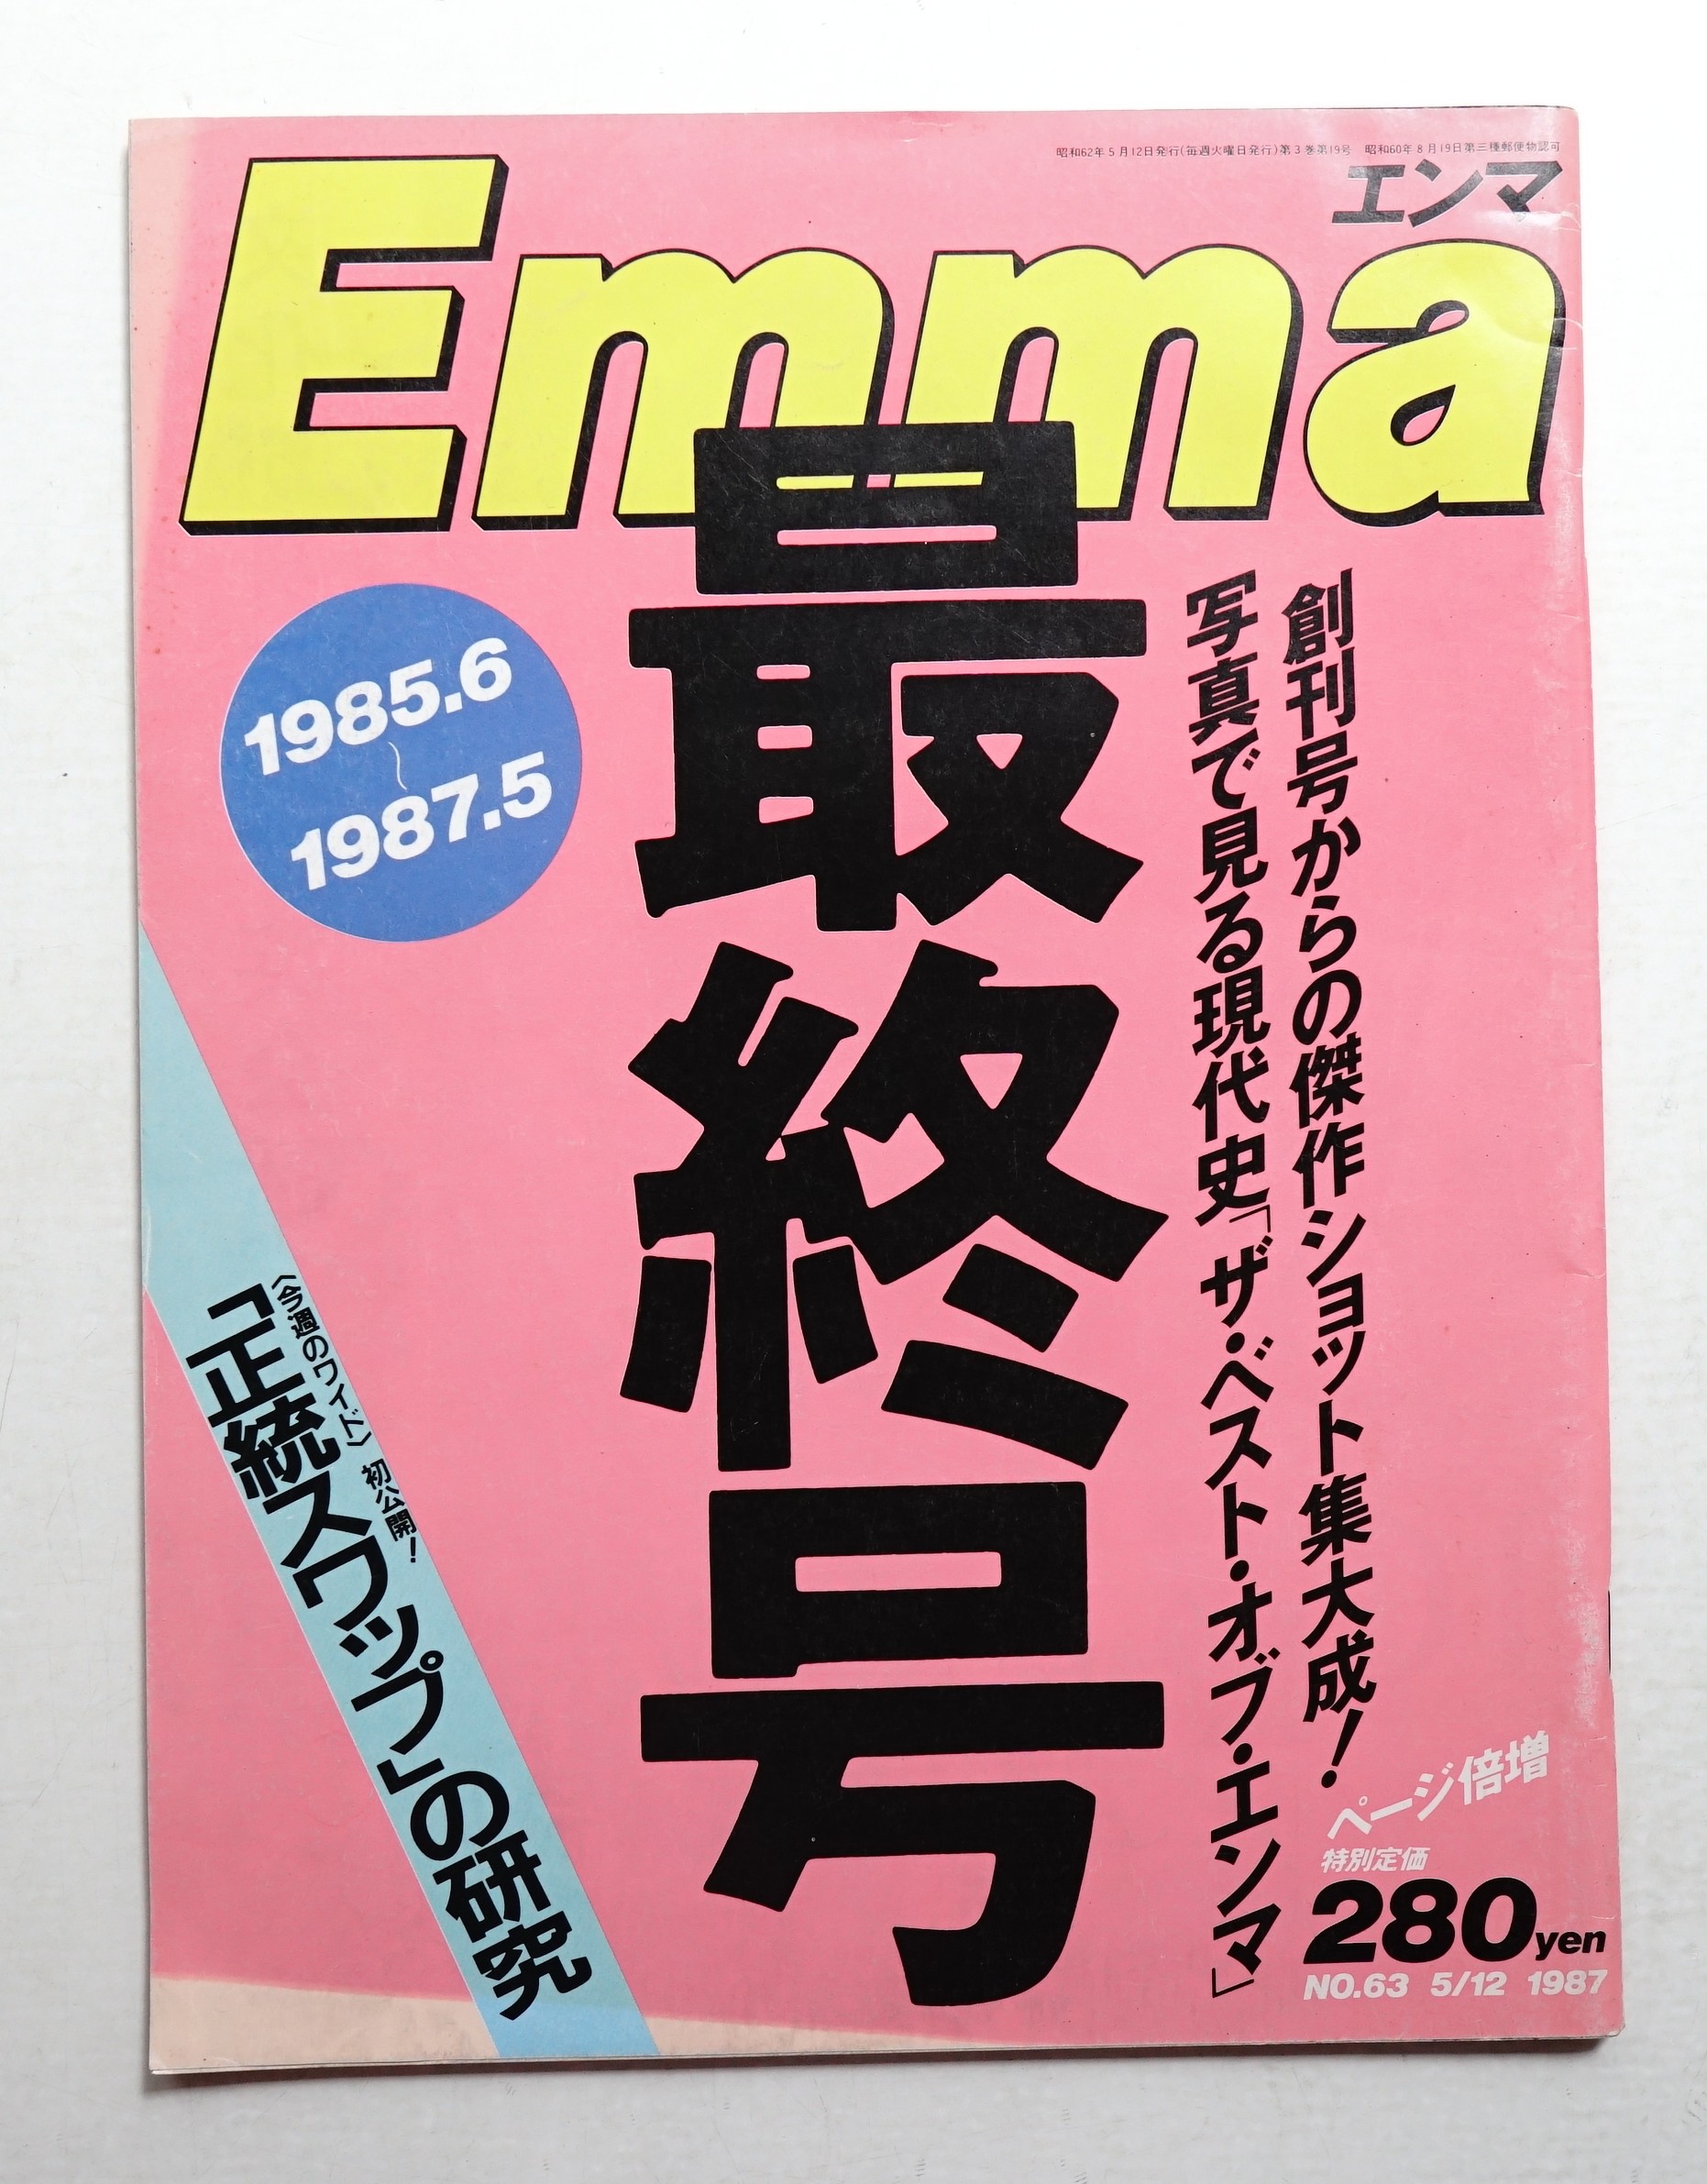 昭和62年5月12日発行(毎週火曜日発行)第3巻第19号 昭和60年8月19日第三種郵便物認可
エンマ
Emma
最終号
1985.6
〜
1987.5
創刊号からの傑作ショット集大成!
写真で見る現代史「ザ・ベスト・オブ・エンマ」
〈今週のワイド〉 初公開!
「正統スワップ」の研究
ページ倍増
特別定価
280yen
NO.63 5/12 1987